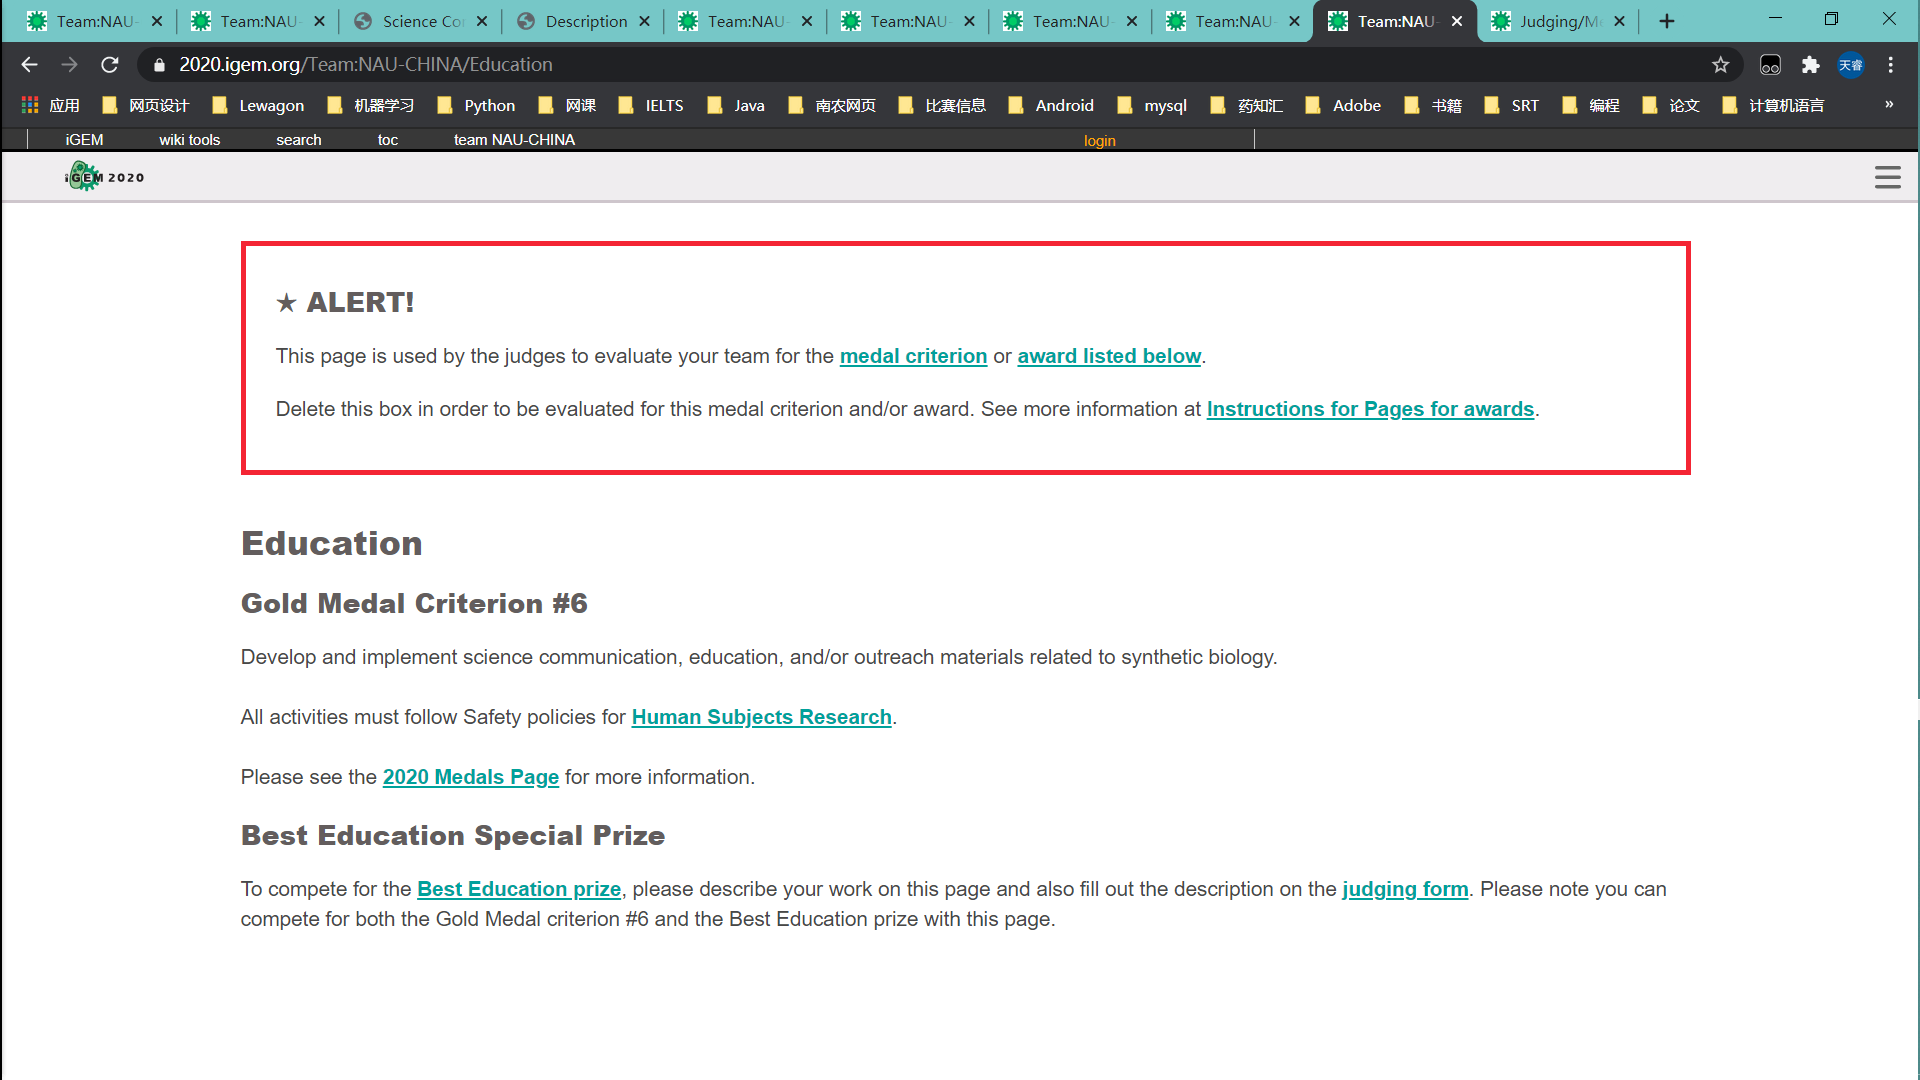 Team:NAU- Team:NAU- Science Co Description Team:NAU- Team:NAU- Team:NAU- Team:NAU- Team:NAU- Judging/M
2020.igem.org/Team:NAU-CHINA/Education 天睿
应用 网页设计 Lewagon 机器学习 Python 网课 IELTS Java 南农网页 比赛信息 Android mysql 药知汇 Adobe 书籍 SRT 编程 论文 计算机语言 »
iGEM wiki tools search toc team NAU-CHINA login
iGEM 2020
★ ALERT!
This page is used by the judges to evaluate your team for the medal criterion or award listed below.
Delete this box in order to be evaluated for this medal criterion and/or award. See more information at Instructions for Pages for awards.
Education
Gold Medal Criterion #6
Develop and implement science communication, education, and/or outreach materials related to synthetic biology.
All activities must follow Safety policies for Human Subjects Research.
Please see the 2020 Medals Page for more information.
Best Education Special Prize
To compete for the Best Education prize, please describe your work on this page and also fill out the description on the judging form. Please note you can
compete for both the Gold Medal criterion #6 and the Best Education prize with this page.